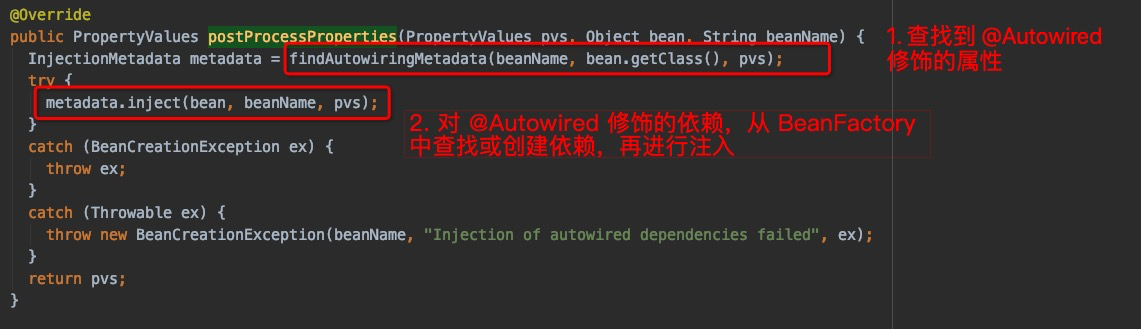 @Override
public PropertyValues postProcessProperties(PropertyValues pvs, Object bean, String beanName) {
1. 查找到 @Autowired
InjectionMetadata metadata = findAutowiringMetadata(beanName, bean.getClass(), pvs);
修饰的属性
try {
metadata.inject(bean, beanName, pvs);
}
2. 对 @Autowired 修饰的依赖，从 BeanFactory
中查找或创建依赖，再进行注入
catch (BeanCreationException ex) {
throw ex;
}
catch (Throwable ex) {
throw new BeanCreationException(beanName, "Injection of autowired dependencies failed", ex);
}
return pvs;
}